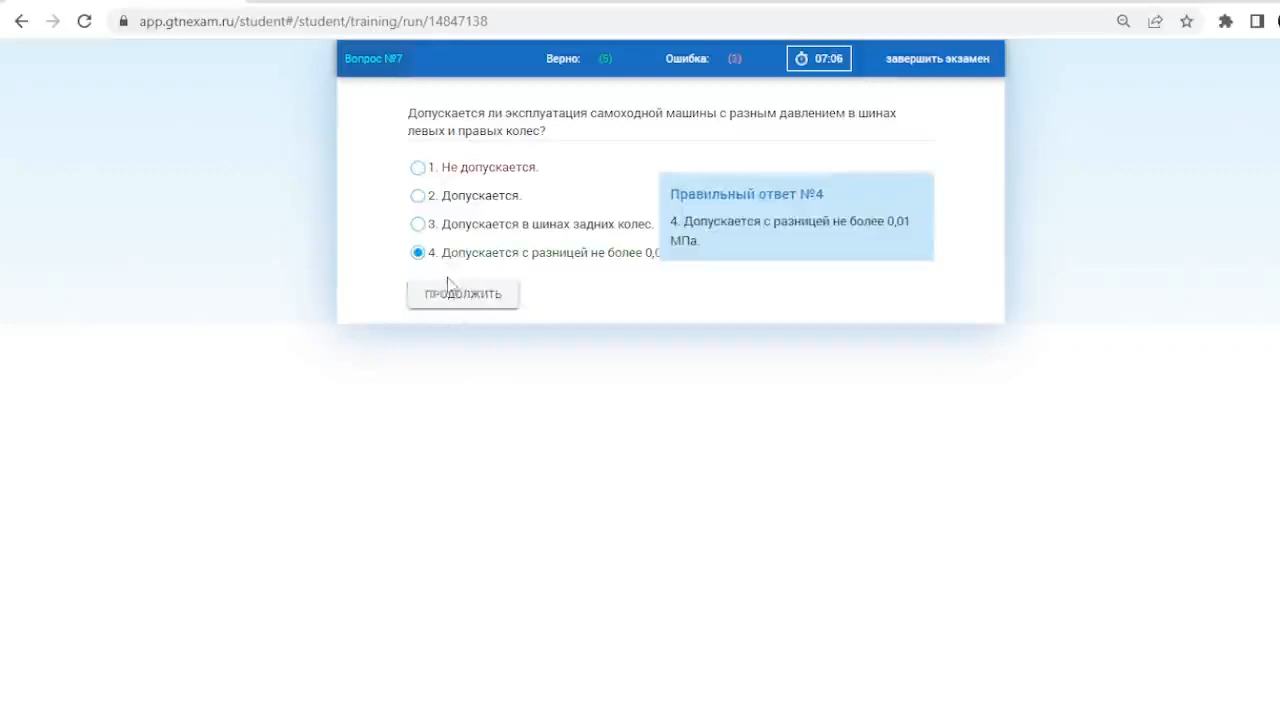 app.gtnexam.ru/student#/student/training/run/14847138
Вопрос №7 Верно: (5) Ошибка: 07:06 завершить экзамен
Допускается ли эксплуатация самоходной машины с разным давлением в шинах
левых и правых колес?
1. Не допускается.
2. Допускается.
3. Допускается в шинах задних колес.
4. Допускается с разницей не более 0,0
Правильный ответ №4
4. Допускается с разницей не более 0,01
МПа.
ПРОДОЛЖИТЬ